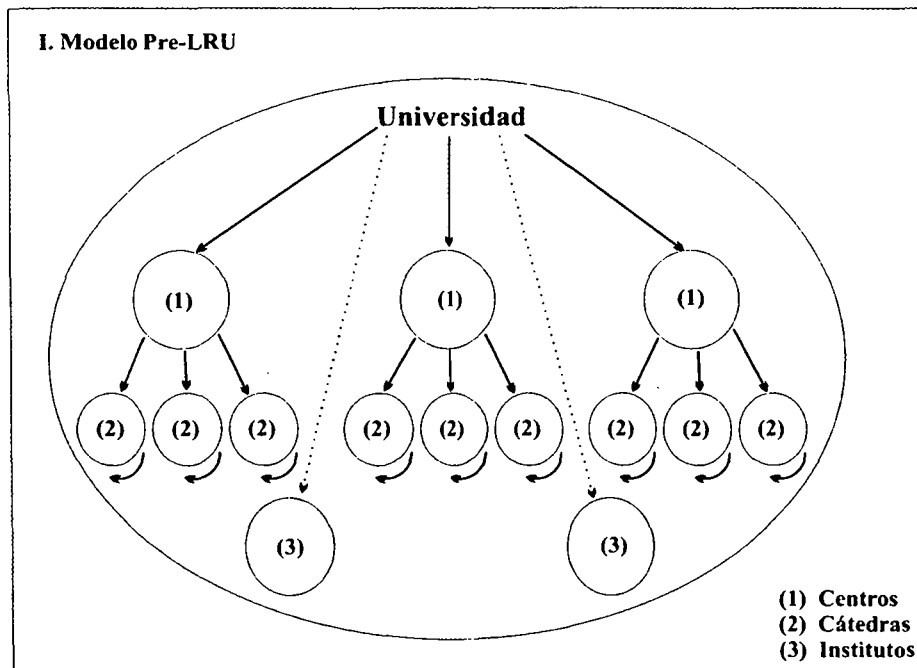 I. Modelo Pre-LRU
Universidad
(1) (1) (1)
(2) (2) (2) (2) (2) (2) (2) (2) (2)
(3) (3)
(1) Centros
(2) Cátedras
(3) Institutos